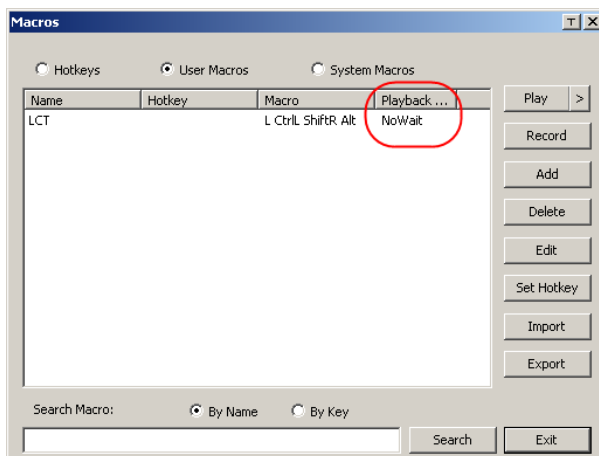 Macros
Hotkeys User Macros System Macros
Name Hotkey Macro Playback ... Play >
LCT L CtrlL ShiftR Alt NoWait
Record
Add
Delete
Edit
Set Hotkey
Import
Export
Search Macro: By Name By Key
Search Exit